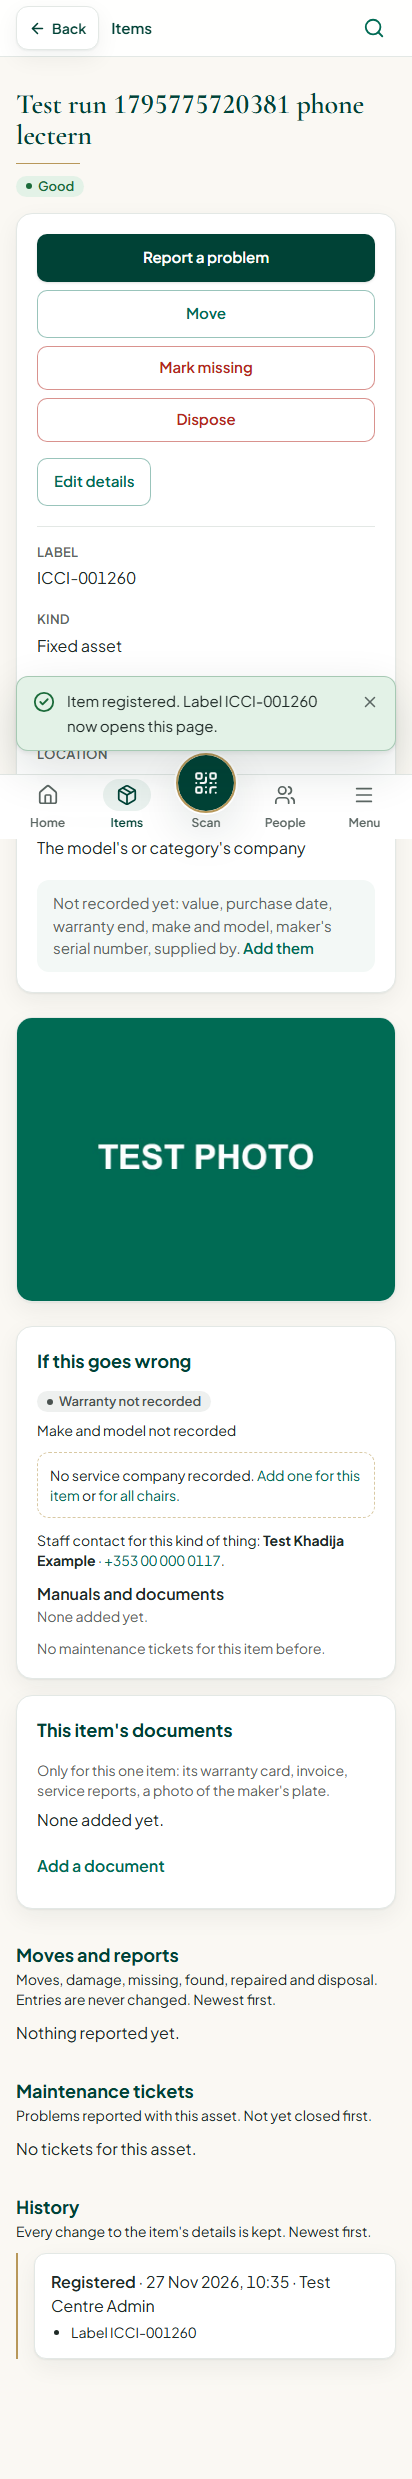 Back Items
Test run 1795775720381 phone
lectern
Good
Report a problem
Move
Mark missing
Dispose
Edit details
LABEL
ICCI-001260
KIND
Fixed asset
Item registered. Label ICCI-001260
now opens this page.
LOCATION
Home Items Scan People Menu
The model's or category's company
Not recorded yet: value, purchase date,
warranty end, make and model, maker's
serial number, supplied by. Add them
TEST PHOTO
If this goes wrong
Warranty not recorded
Make and model not recorded
No service company recorded. Add one for this
item or for all chairs.
Staff contact for this kind of thing: Test Khadija
Example · +353 00 000 0117.
Manuals and documents
None added yet.
No maintenance tickets for this item before.
This item's documents
Only for this one item: its warranty card, invoice,
service reports, a photo of the maker's plate.
None added yet.
Add a document
Moves and reports
Moves, damage, missing, found, repaired and disposal.
Entries are never changed. Newest first.
Nothing reported yet.
Maintenance tickets
Problems reported with this asset. Not yet closed first.
No tickets for this asset.
History
Every change to the item's details is kept. Newest first.
Registered · 27 Nov 2026, 10:35 · Test
Centre Admin
• Label ICCI-001260